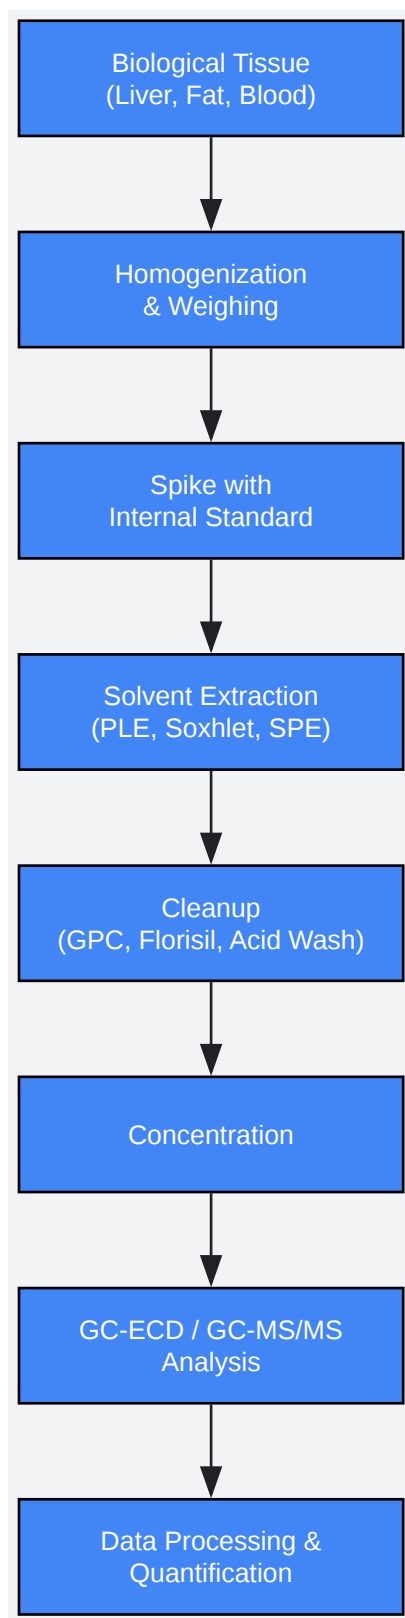 Biological Tissue
(Liver, Fat, Blood)
Homogenization
& Weighing
Spike with
Internal Standard
Solvent Extraction
(PLE, Soxhlet, SPE)
Cleanup
(GPC, Florisil, Acid Wash)
Concentration
GC-ECD / GC-MS/MS
Analysis
Data Processing &
Quantification